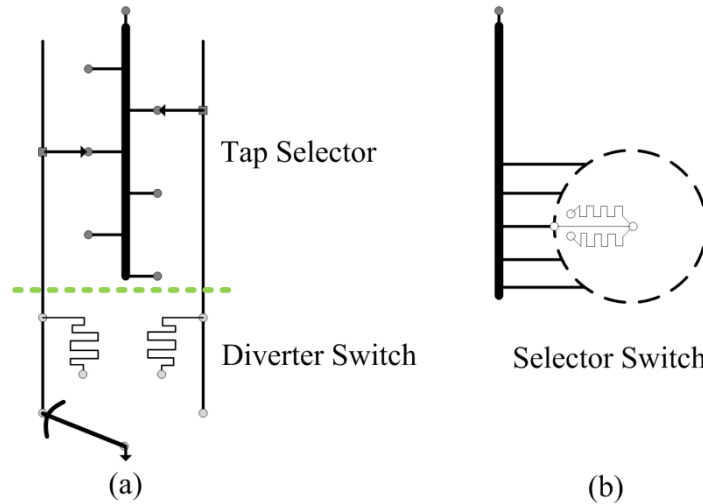 Tap Selector
Diverter Switch
(a)
Selector Switch
(b)